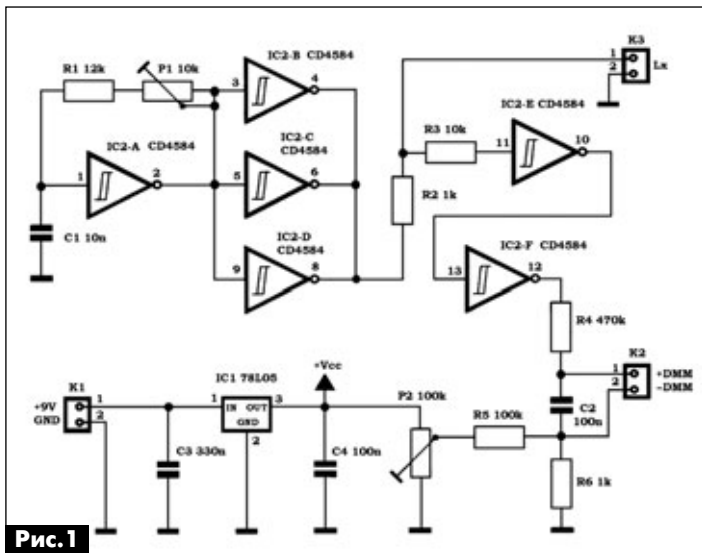 K3
IC2-B CD4584
R1 12k
P1 10k
3
4
1
2
Lx
IC2-E CD4584
IC2-A CD4584
IC2-C
CD4584
R3 10k
11
10
1
2
5
6
R2 1k
IC2-D
CD4584
C1 10n
IC2-F CD4584
9
8
13
12
R4 470k
+Vcc
K2
IC1 78L05
K1
P2 100k
1
2
+DMM
-DMM
+9V
GND
1
2
1
IN OUT
GND
3
R5 100k
C2
100n
2
C3 330n
C4 100n
R6 1k
Рис.1